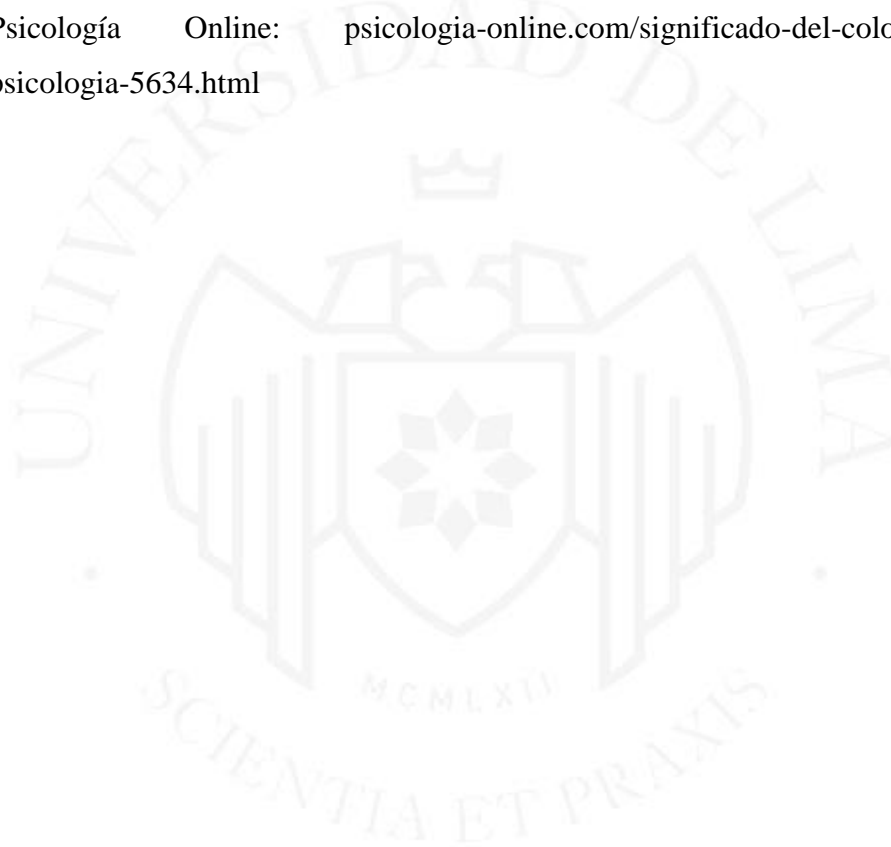 Psicología Online: psicologia-online.com/significado-del-colo
psicologia-5634.html
UNIVERSIDAD DE LIMA
MCMLXII
SCIENTIA ET PRAXIS